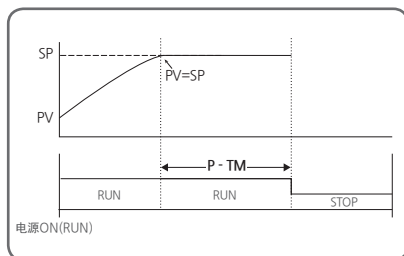 SP
PV=SP
PV
P - TM
RUN
RUN
STOP
电源ON(RUN)